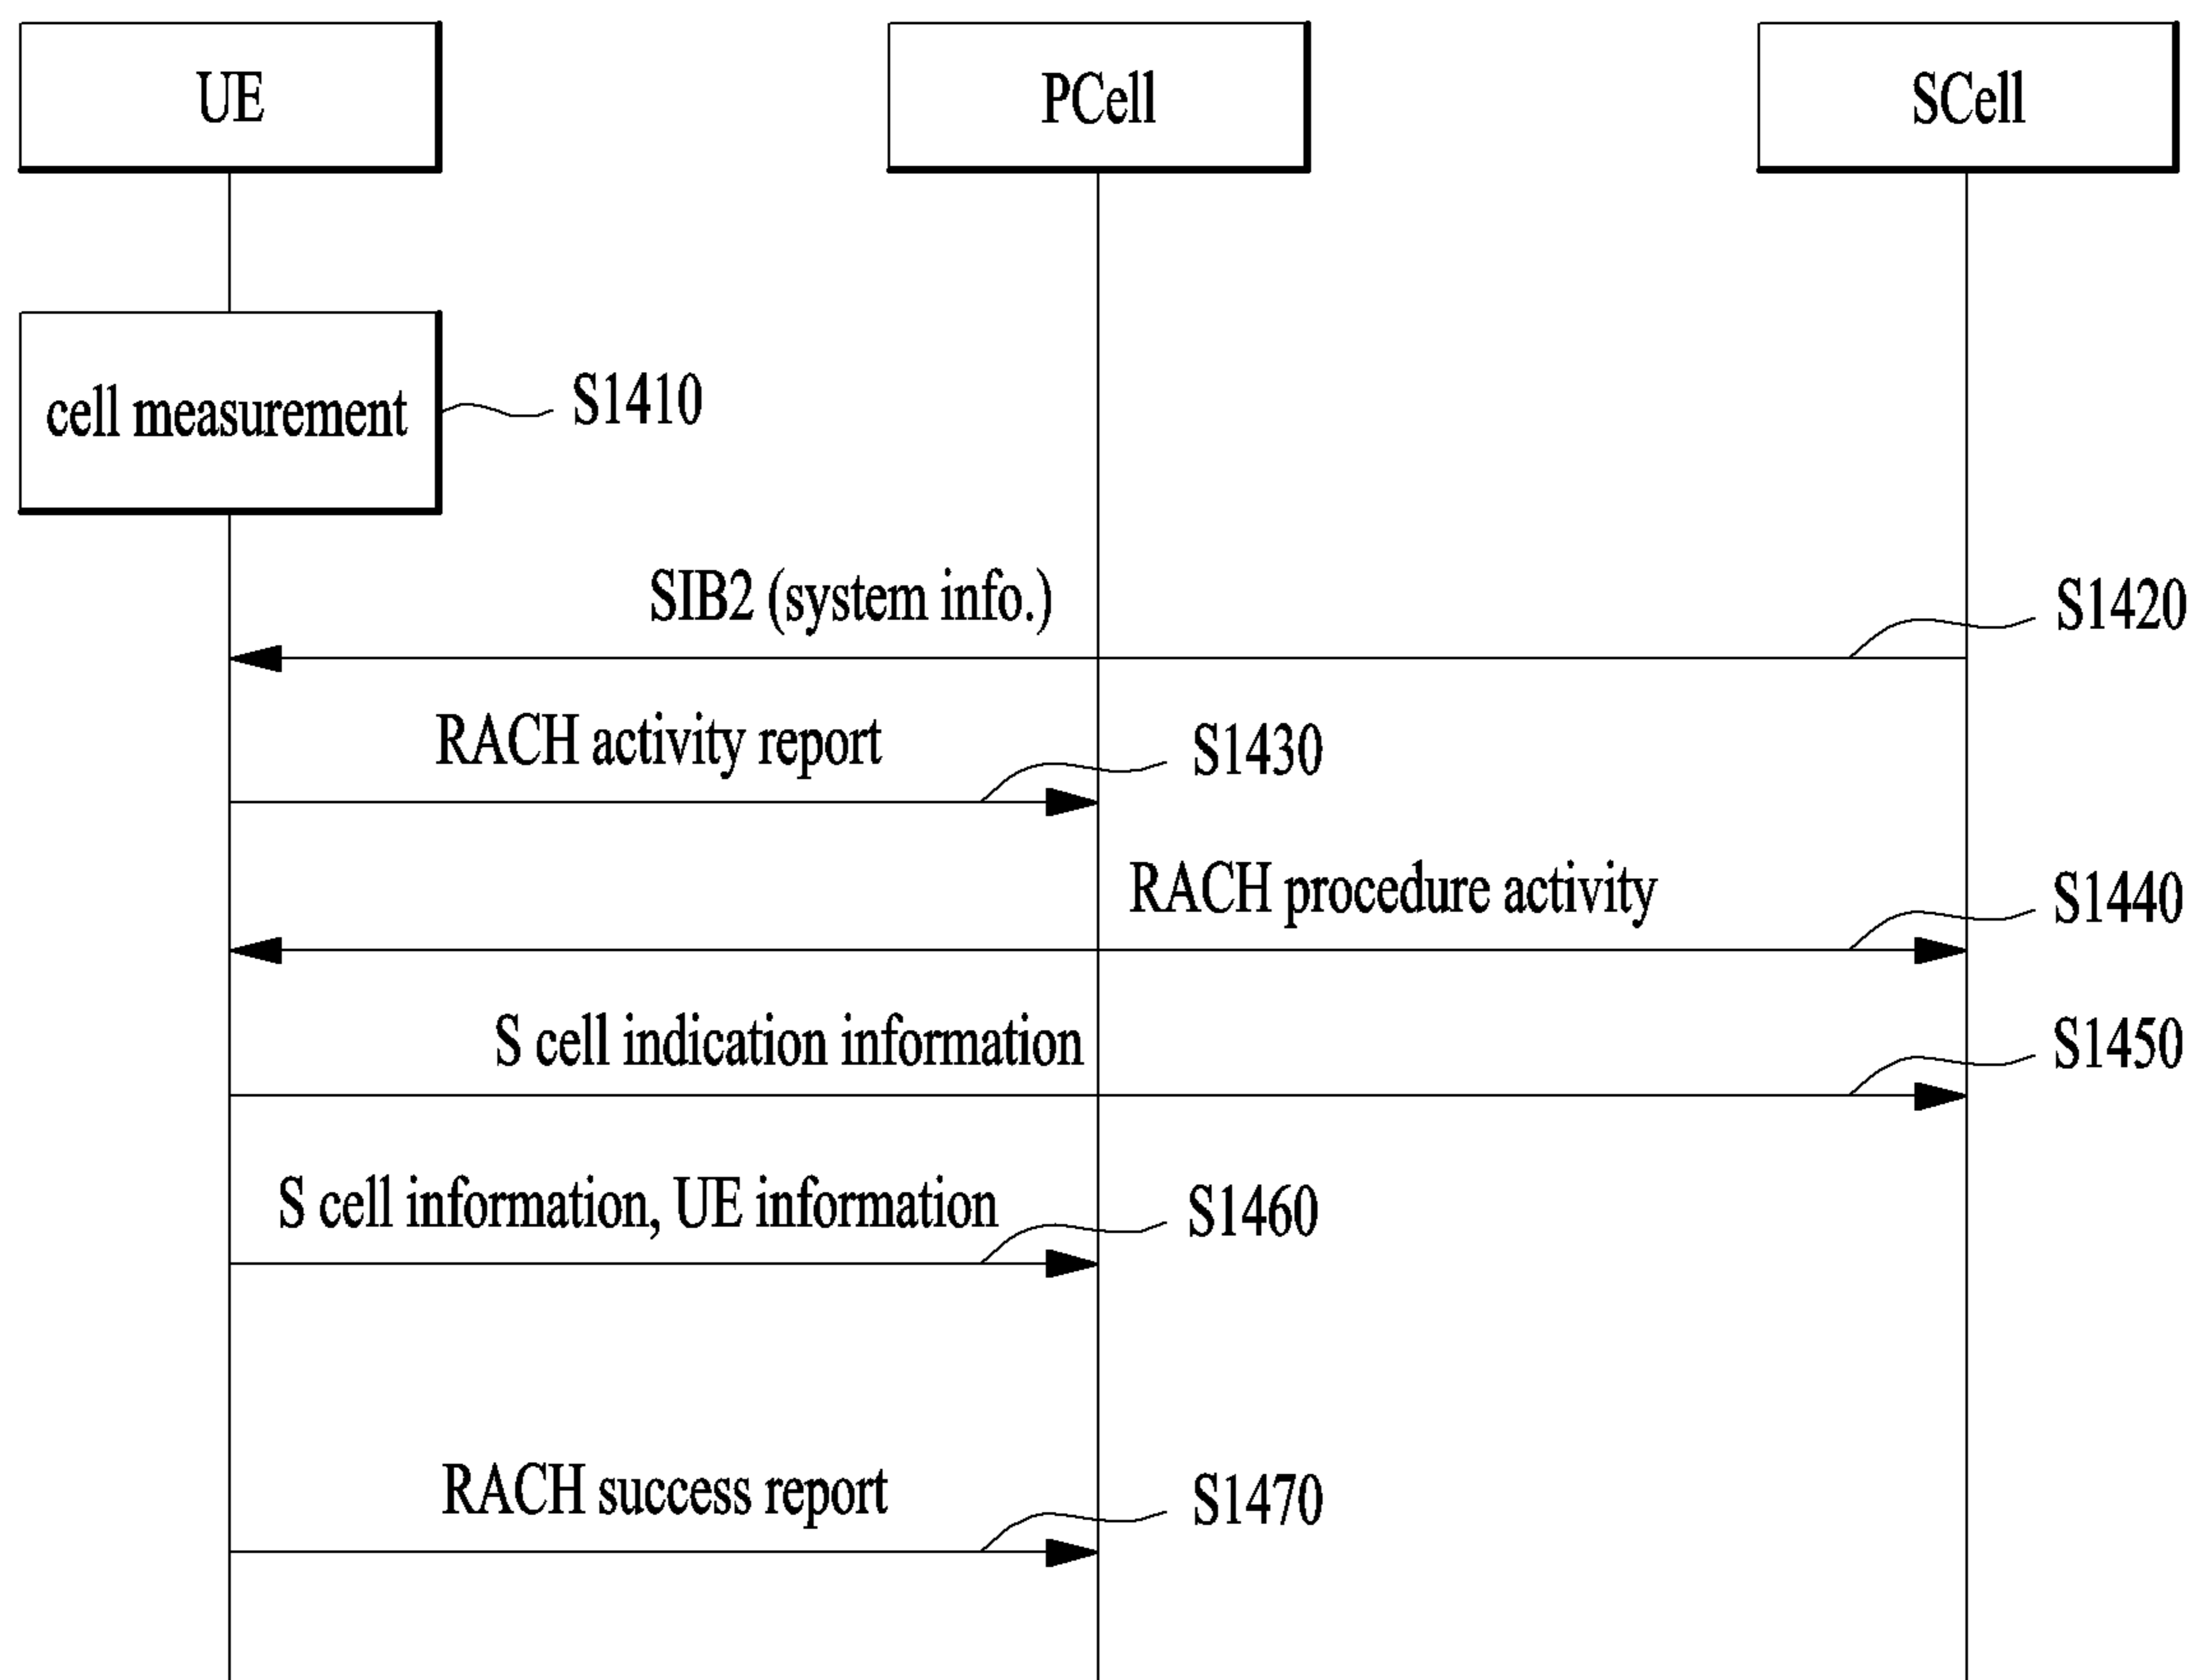 UE
PCell
SCell
cell measurement
S1410
SIB2 (system info.)
S1420
RACH activity report
S1430
RACH procedure activity
S1440
S cell indication information
S1450
S cell information, UE information
S1460
RACH success report
S1470